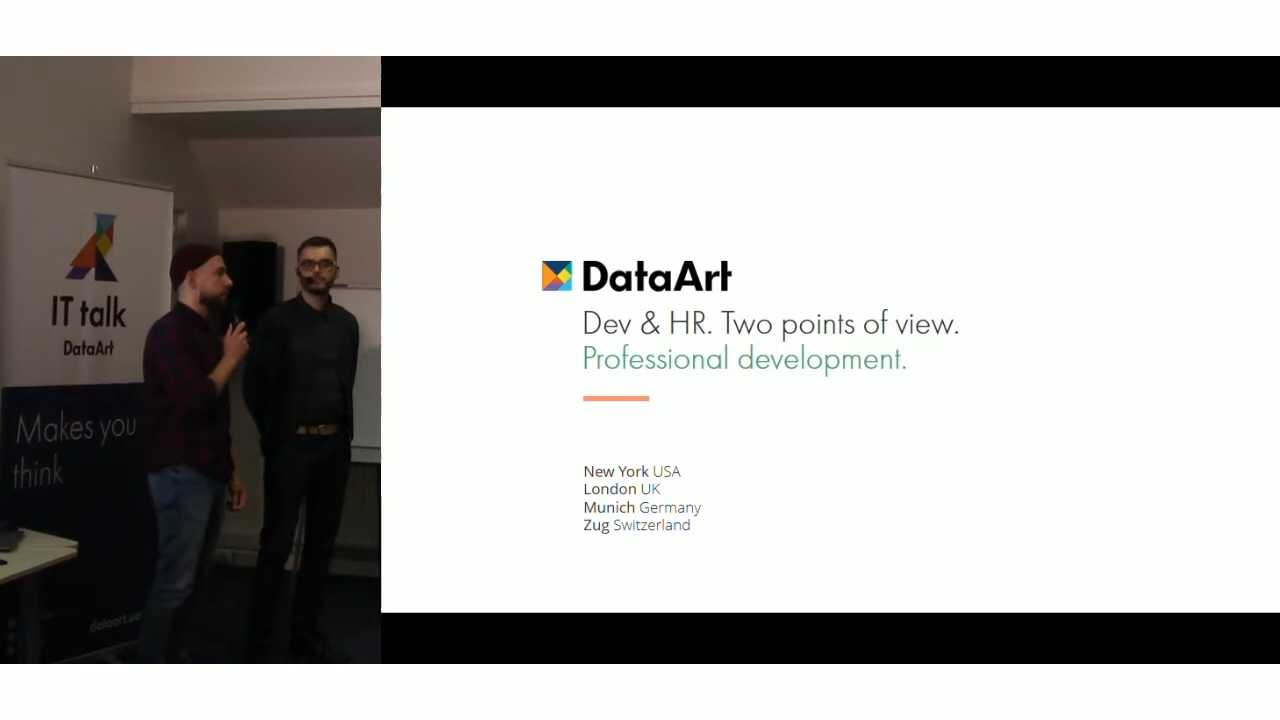 IT talk
DataArt
Makes you
think
DataArt
Dev & HR. Two points of view.
Professional development.
New York USA
London UK
Munich Germany
Zug Switzerland